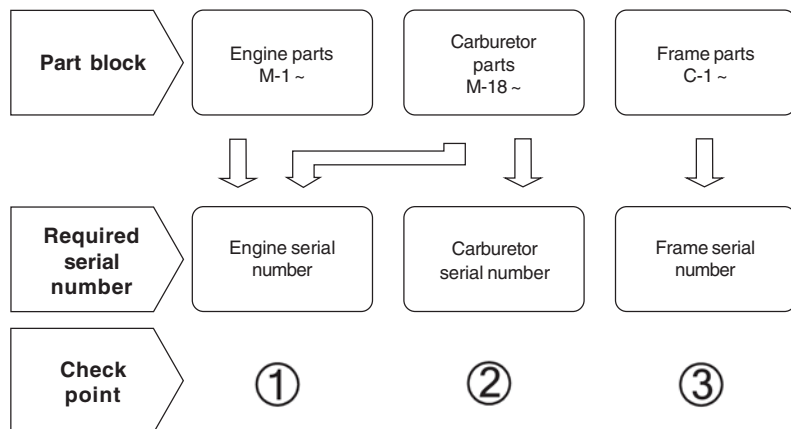 Part block
Engine parts
M-1 ~
Carburetor
parts
M-18 ~
Frame parts
C-1 ~
Required
serial
number
Engine serial
number
Carburetor
serial number
Frame serial
number
Check
point
①
②
③